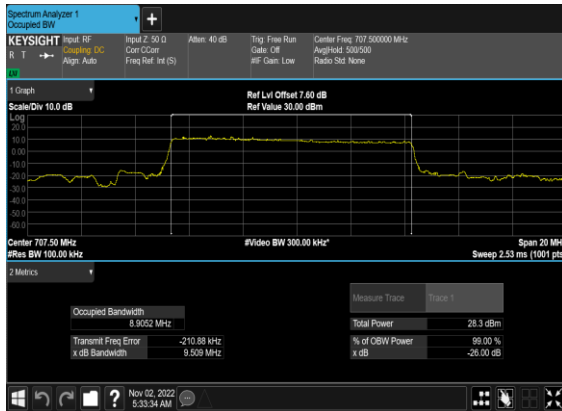 Spectrum Analyzer 1
Occupied BW
KEYSIGHT
R T
Input: RF
Coupling: DC
Align: Auto
Input Z: 50 Ω
Corr CCorr
Freq Ref: Int (S)
Atten: 40 dB
Trig: Free Run
Gate: Off
#IF Gain: Low
Center Freq: 707.500000 MHz
Avg|Hold: 500/500
Radio Std: None
1 Graph
Scale/Div 10.0 dB
Ref Lvl Offset 7.60 dB
Ref Value 30.00 dBm
Log
20.0
10.0
0.00
-10.0
-20.0
-30.0
-40.0
-50.0
-60.0
Center 707.50 MHz
#Video BW 300.00 kHz*
Span 20 MH
#Res BW 100.00 kHz
Sweep 2.53 ms (1001 pts
2 Metrics
Measure Trace
Trace 1
Occupied Bandwidth
8.9052 MHz
Total Power
28.3 dBm
Transmit Freq Error
-210.88 kHz
% of OBW Power
99.00 %
x dB Bandwidth
9.509 MHz
x dB
-26.00 dB
?
Nov 02, 2022
5:33:34 AM